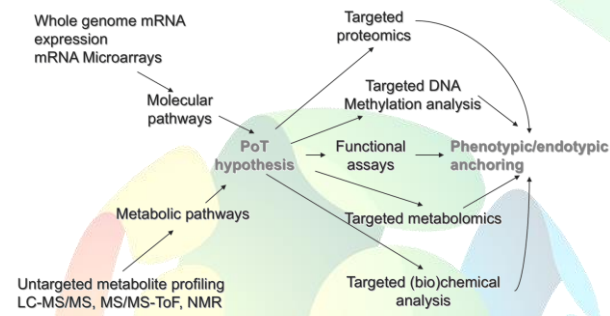 Whole genome mRNA
expression
mRNA Microarrays
Molecular
pathways
PoT
hypothesis
Metabolic pathways
Untargeted metabolite profiling
LC-MS/MS, MS/MS-ToF, NMR
Targeted
proteomics
Targeted DNA
Methylation analysis
Functional
assays
Targeted metabolomics
Targeted (bio)chemical
analysis
Phenotypic/endotypic
anchoring